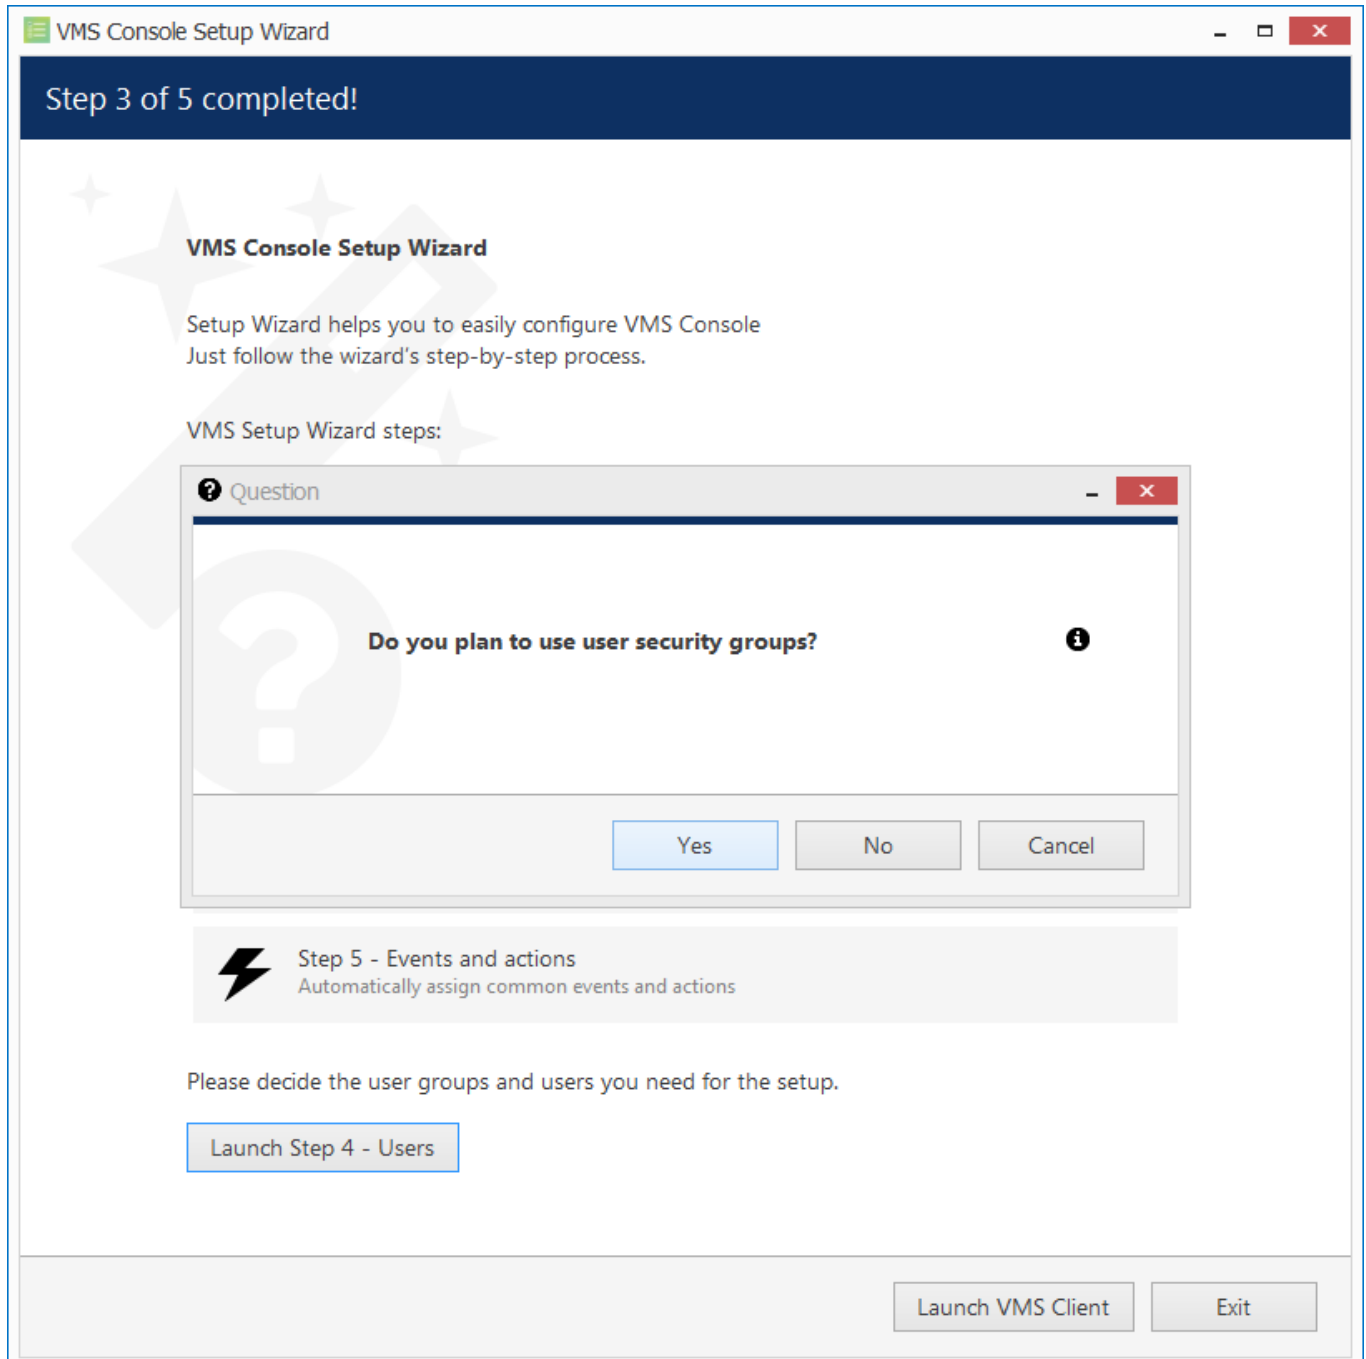 VMS Console Setup Wizard
Step 3 of 5 completed!
VMS Console Setup Wizard
Setup Wizard helps you to easily configure VMS Console
Just follow the wizard's step-by-step process.
VMS Setup Wizard steps:
Question
Do you plan to use user security groups?
Yes
No
Cancel
Step 5 - Events and actions
Automatically assign common events and actions
Please decide the user groups and users you need for the setup.
Launch Step 4 - Users
Launch VMS Client
Exit